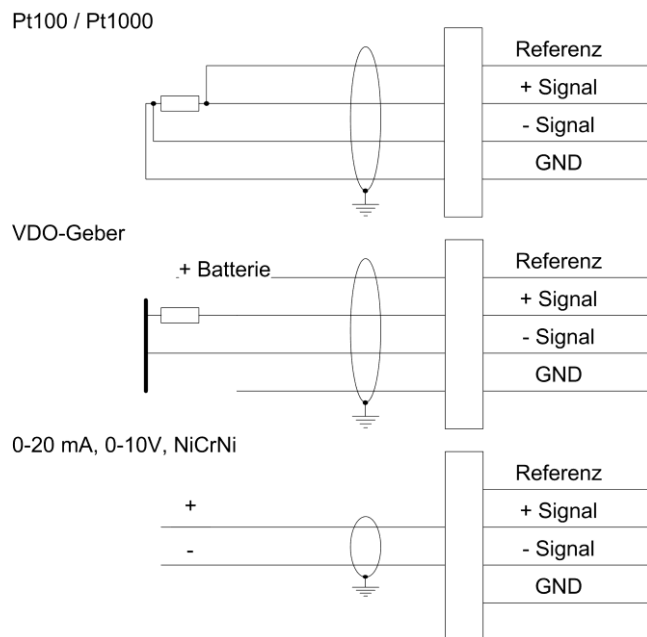 Pt100 / Pt1000
Referenz
+ Signal
- Signal
GND
VDO-Geber
+ Batterie
Referenz
+ Signal
- Signal
GND
0-20 mA, 0-10V, NiCrNi
Referenz
+
+ Signal
-
- Signal
GND